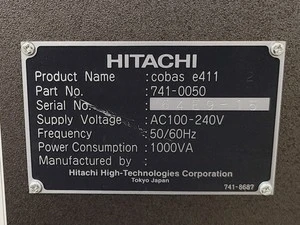 HITACHI
Product Name : cobas e411
Part No. : 741-0050
Serial No. :
Supply Voltage : AC100-240V
Frequency : 50/60Hz
Power Consumption : 1000VA
Manufactured by :
Hitachi High-Technologies Corporation
Tokyo Japan
741-8687